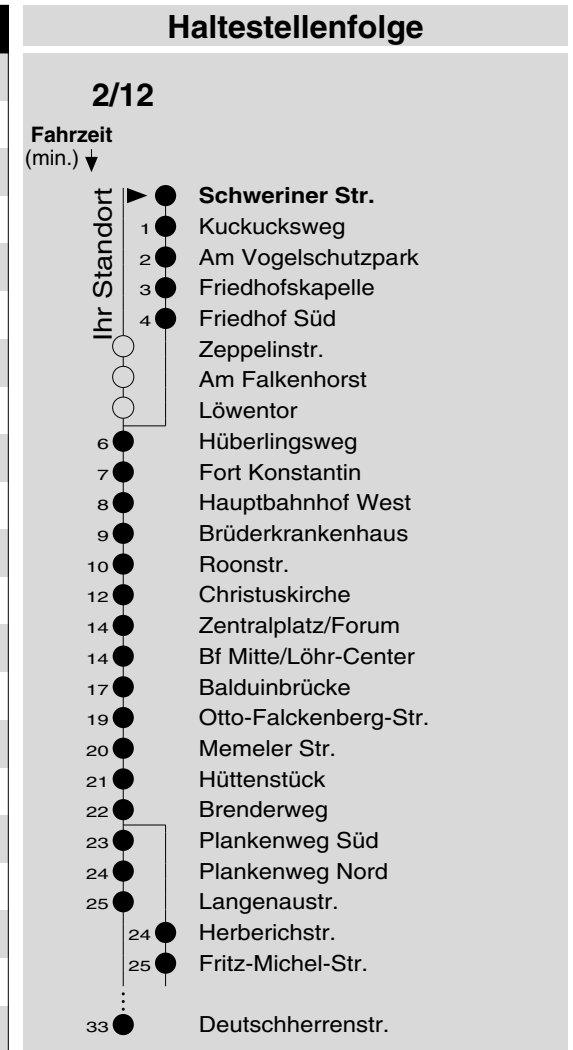 Haltestellenfolge
2/12
Fahrzeit
(min.)
Ihr Standort
Schweriner Str.
1 Kuckucksweg
2 Am Vogelschutzpark
3 Friedhofskapelle
4 Friedhof Süd
Zeppelinstr.
Am Falkenhorst
Löwentor
6 Hüberlingsweg
7 Fort Konstantin
8 Hauptbahnhof West
9 Brüderkrankenhaus
10 Roonstr.
12 Christuskirche
14 Zentralplatz/Forum
14 Bf Mitte/Löhr-Center
17 Balduinbrücke
19 Otto-Falckenberg-Str.
20 Memeler Str.
21 Hüttenstück
22 Brenderweg
23 Plankenweg Süd
24 Plankenweg Nord
25 Langenaustr.
24 Herberichstr.
25 Fritz-Michel-Str.
33 Deutschherrenstr.